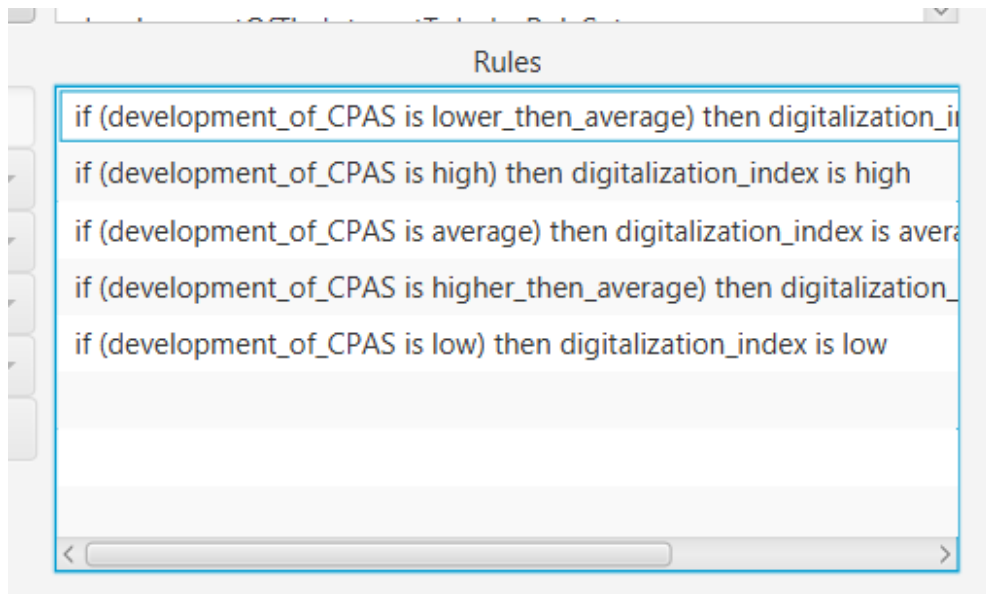 Rules
if (development_of_CPAS is lower_then_average) then digitalization_i
if (development_of_CPAS is high) then digitalization_index is high
if (development_of_CPAS is average) then digitalization_index is avera
if (development_of_CPAS is higher_then_average) then digitalization_
if (development_of_CPAS is low) then digitalization_index is low